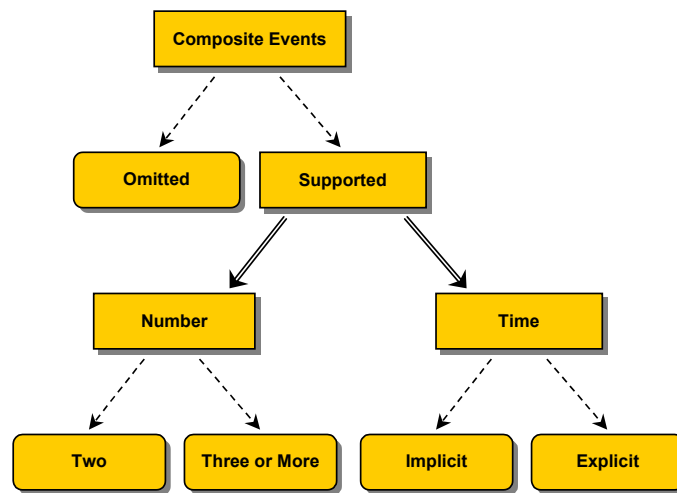 Composite Events
Omitted
Supported
Number
Time
Two
Three or More
Implicit
Explicit